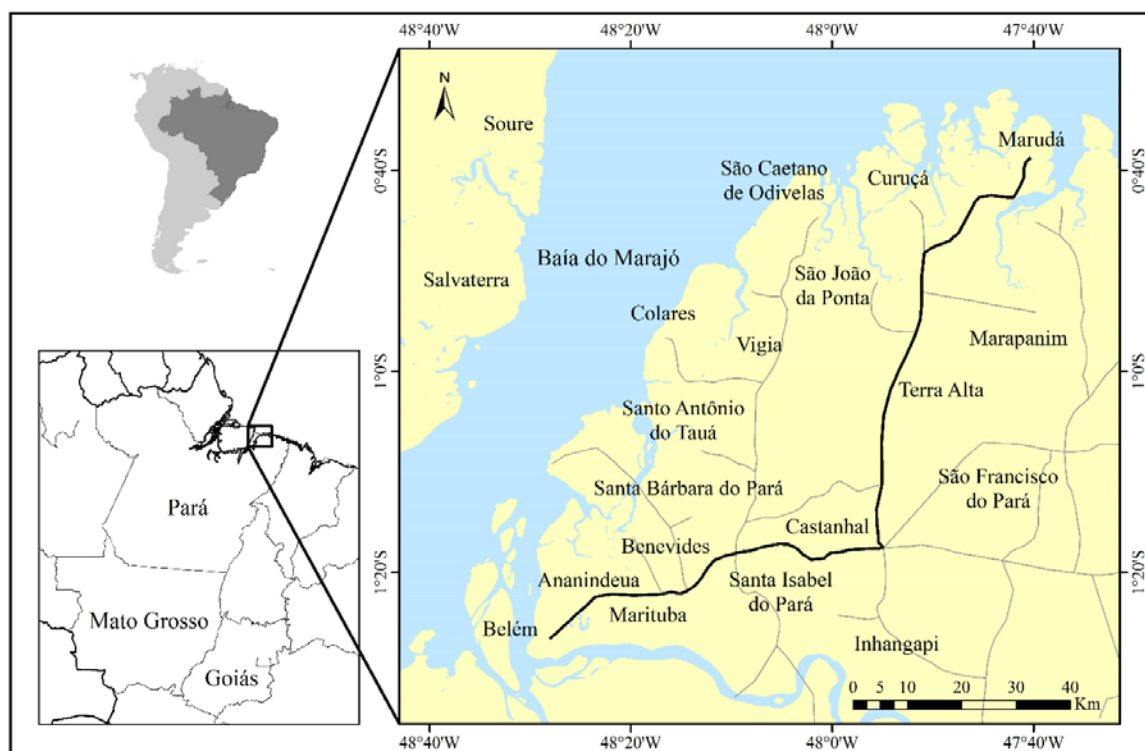 48°40'W
48°20'W
48°0'W
47°40'W
N
Soure
Marudá
0°40'S
0°40'S
São Caetano
de Odivelas
Curuçá
Baía do Marajó
São João
da Ponta
Salvaterra
Colares
Vigia
Marapanim
1°0'S
1°0'S
Terra Alta
Santo Antônio
do Tauá
São Francisco
do Pará
Santa Bárbara do Pará
Pará
Castanhal
Benevides
1°20'S
1°20'S
Ananindeua
Santa Isabel
do Pará
Marituba
Mato Grosso
Belém
Inhangapi
Goiás
0 5 10 20 30 40
Km
48°40'W
48°20'W
48°0'W
47°40'W